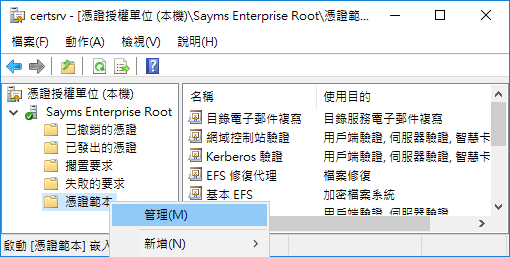 certsrv - [憑證授權單位 (本機)\Sayms Enterprise Root\憑證範...
檔案(F) 動作(A) 檢視(V) 說明(H)
憑證授權單位 (本機)
Sayms Enterprise Root
已撤銷的憑證
已發出的憑證
擱置要求
失敗的要求
憑證範本
名稱 使用目的
目錄電子郵件複寫 目錄服務電子郵件複寫
網域控制站驗證 用戶端驗證, 伺服器驗證, 智慧卡
Kerberos 驗證 用戶端驗證, 伺服器驗證, 智慧卡
EFS 修復代理 檔案修復
基本 EFS 加密檔案系統
用戶端驗證, 伺服器驗證
管理(M)
新增(N)
啟動 [憑證範本] 嵌入